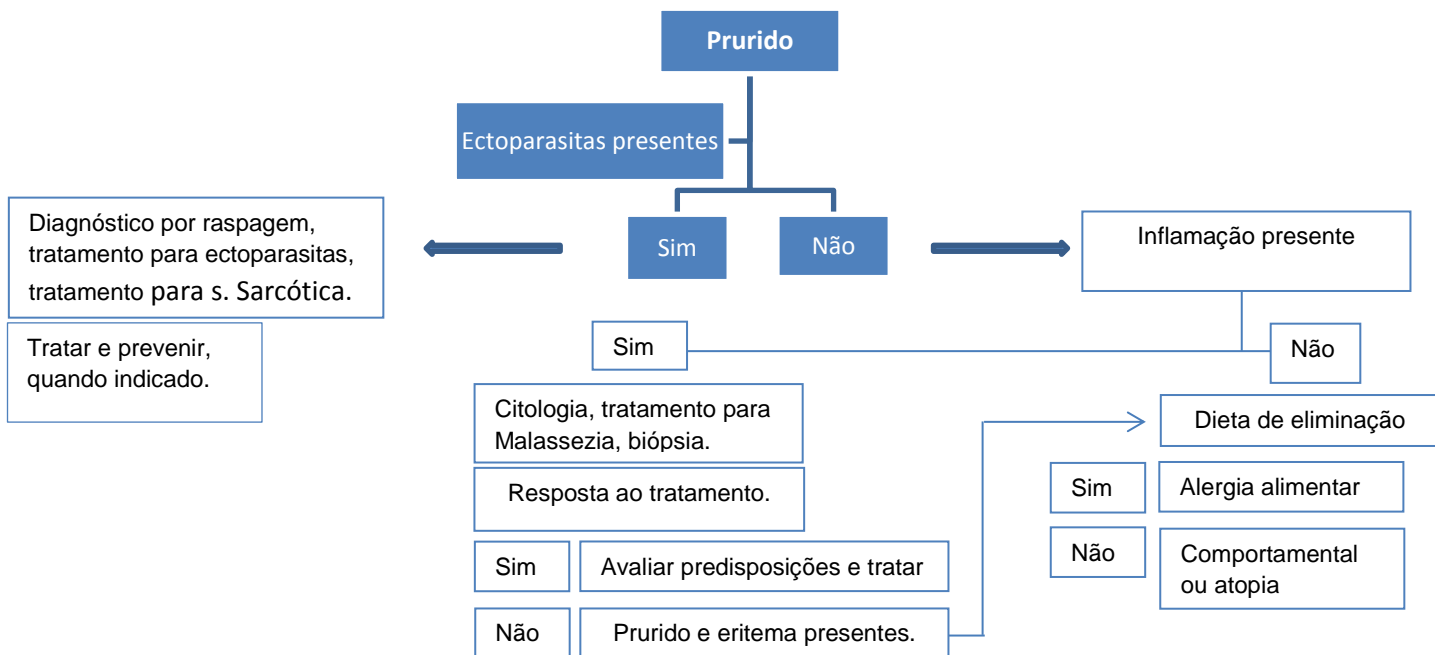 Prurido
Ectoparasitas presentes
Sim
Não
Diagnóstico por raspagem,
tratamento para ectoparasitas,
tratamento para s. Sarcótica.
Tratar e prevenir,
quando indicado.
Inflamação presente
Sim
Não
Citologia, tratamento para
Malassezia, biópsia.
Resposta ao tratamento.
Sim
Avaliar predisposições e tratar
Não
Prurido e eritema presentes.
Dieta de eliminação
Sim
Alergia alimentar
Não
Comportamental
ou atopia